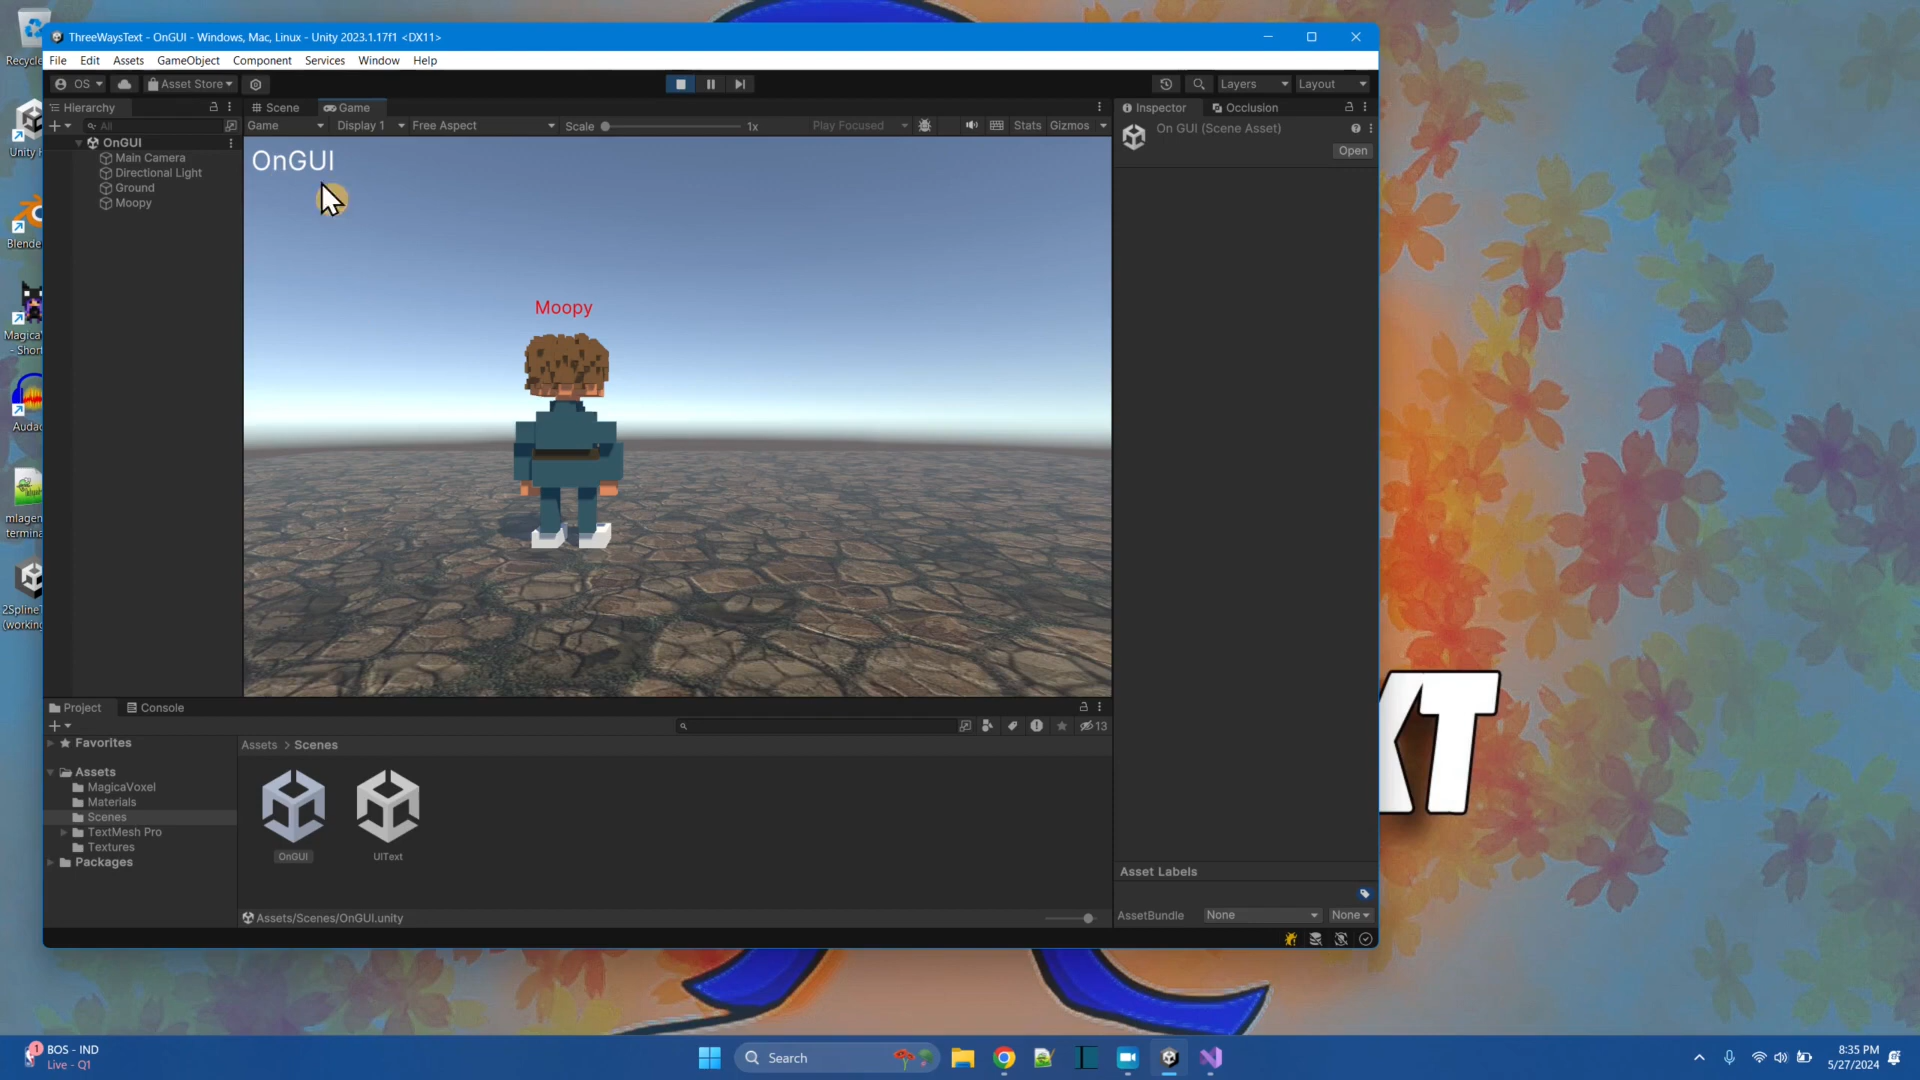 ThreeWaysText - OnGUI - Windows, Mac, Linux - Unity 2023.1.17f1 <DX11>
File Edit Assets GameObject Component Services Window Help
OS Asset Store Layers Layout
Hierarchy Scene Game Inspector Occlusion
All Game Display 1 Free Aspect Scale 1x Play Focused Stats Gizmos
On GUI (Scene Asset)
Open
OnGUI
Main Camera
Directional Light
Ground
Moopy
OnGUI
Moopy
Project Console
13
Favorites
Assets
MagicaVoxel
Materials
Scenes
TextMesh Pro
Textures
Packages
Assets > Scenes
OnGUI UIText
Assets/Scenes/OnGUI.unity
Asset Labels
AssetBundle None None
Recycle
Unity H
Blende
Magica
- Short
Audac
mlagen
termina
2Spline
(working
XT
1
BOS - IND
Live - Q1
Search
8:35 PM
5/27/2024